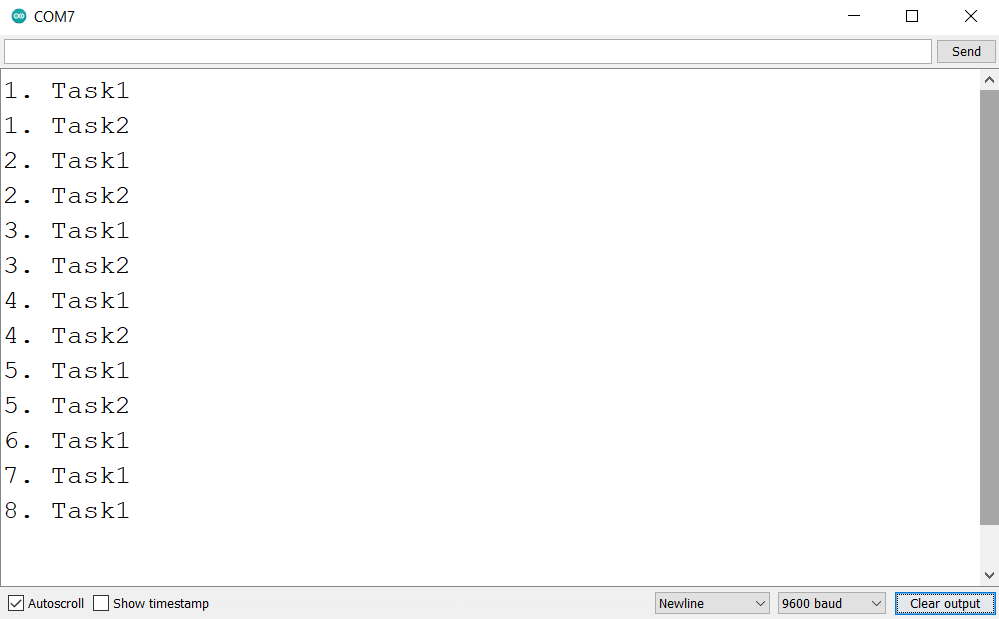 COM7
Send
1. Task1
1. Task2
2. Task1
2. Task2
3. Task1
3. Task2
4. Task1
4. Task2
5. Task1
5. Task2
6. Task1
7. Task1
8. Task1
Autoscroll Show timestamp Newline 9600 baud Clear output